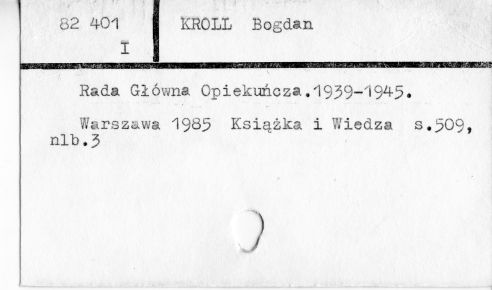 82 401 KROLL Bogdan
I
Rada Główna Opiekuńcza.1939-1945.
Warszawa 1985 Książka i Wiedza s.509,
nlb.3